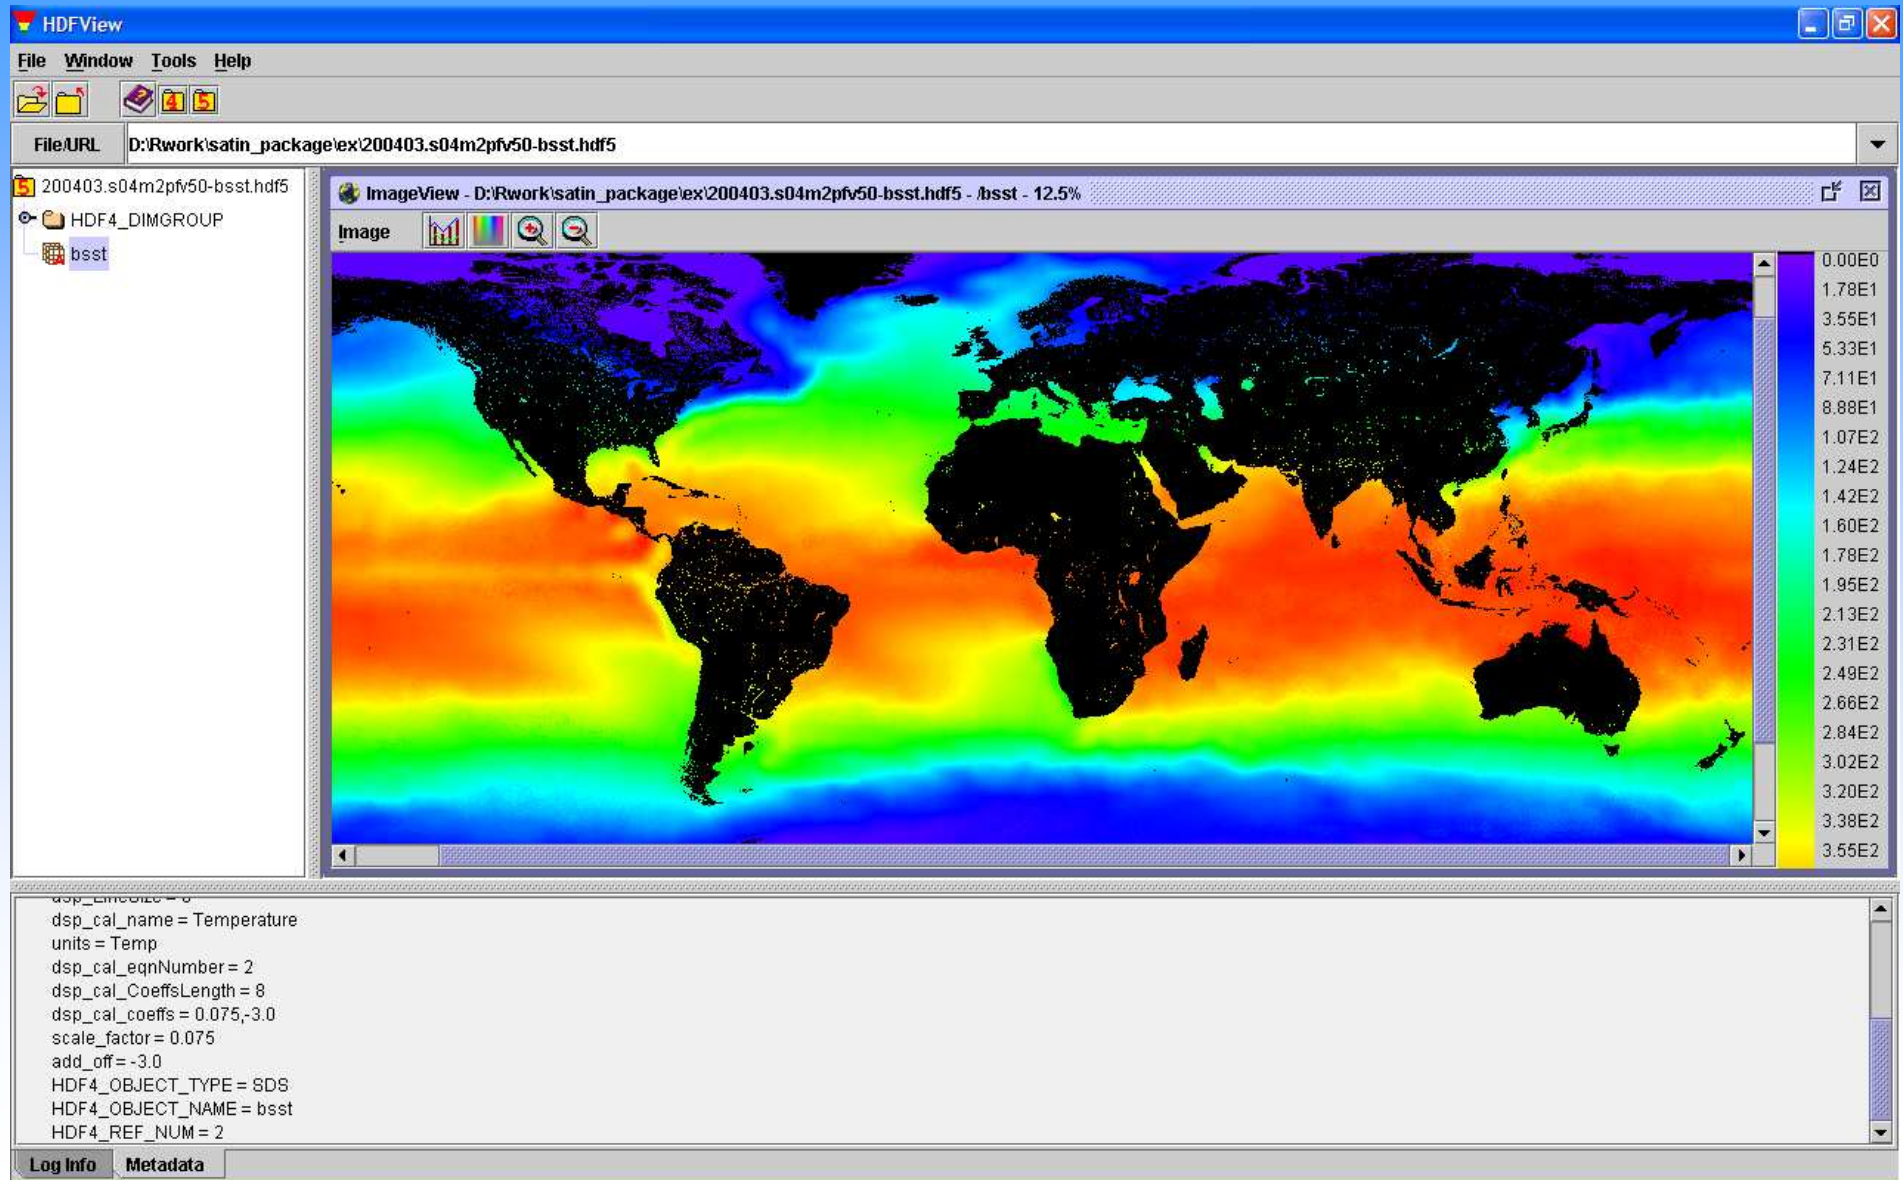 HDFView
File Window Tools Help
4 5
File/URL D:\Rwork\satin_package\ex\200403.s04m2pfv50-bsst.hdf5
5 200403.s04m2pfv50-bsst.hdf5
HDF4_DIMGROUP
bsst
ImageView - D:\Rwork\satin_package\ex\200403.s04m2pfv50-bsst.hdf5 - /bsst - 12.5%
Image
0.00E0
1.78E1
3.55E1
5.33E1
7.11E1
8.88E1
1.07E2
1.24E2
1.42E2
1.60E2
1.78E2
1.95E2
2.13E2
2.31E2
2.49E2
2.66E2
2.84E2
3.02E2
3.20E2
3.38E2
3.55E2
dsp_LineSize = 0
dsp_cal_name = Temperature
units = Temp
dsp_cal_eqnNumber = 2
dsp_cal_CoeffsLength = 8
dsp_cal_coeffs = 0.075,-3.0
scale_factor = 0.075
add_off = -3.0
HDF4_OBJECT_TYPE = SDS
HDF4_OBJECT_NAME = bsst
HDF4_REF_NUM = 2
Log Info Metadata